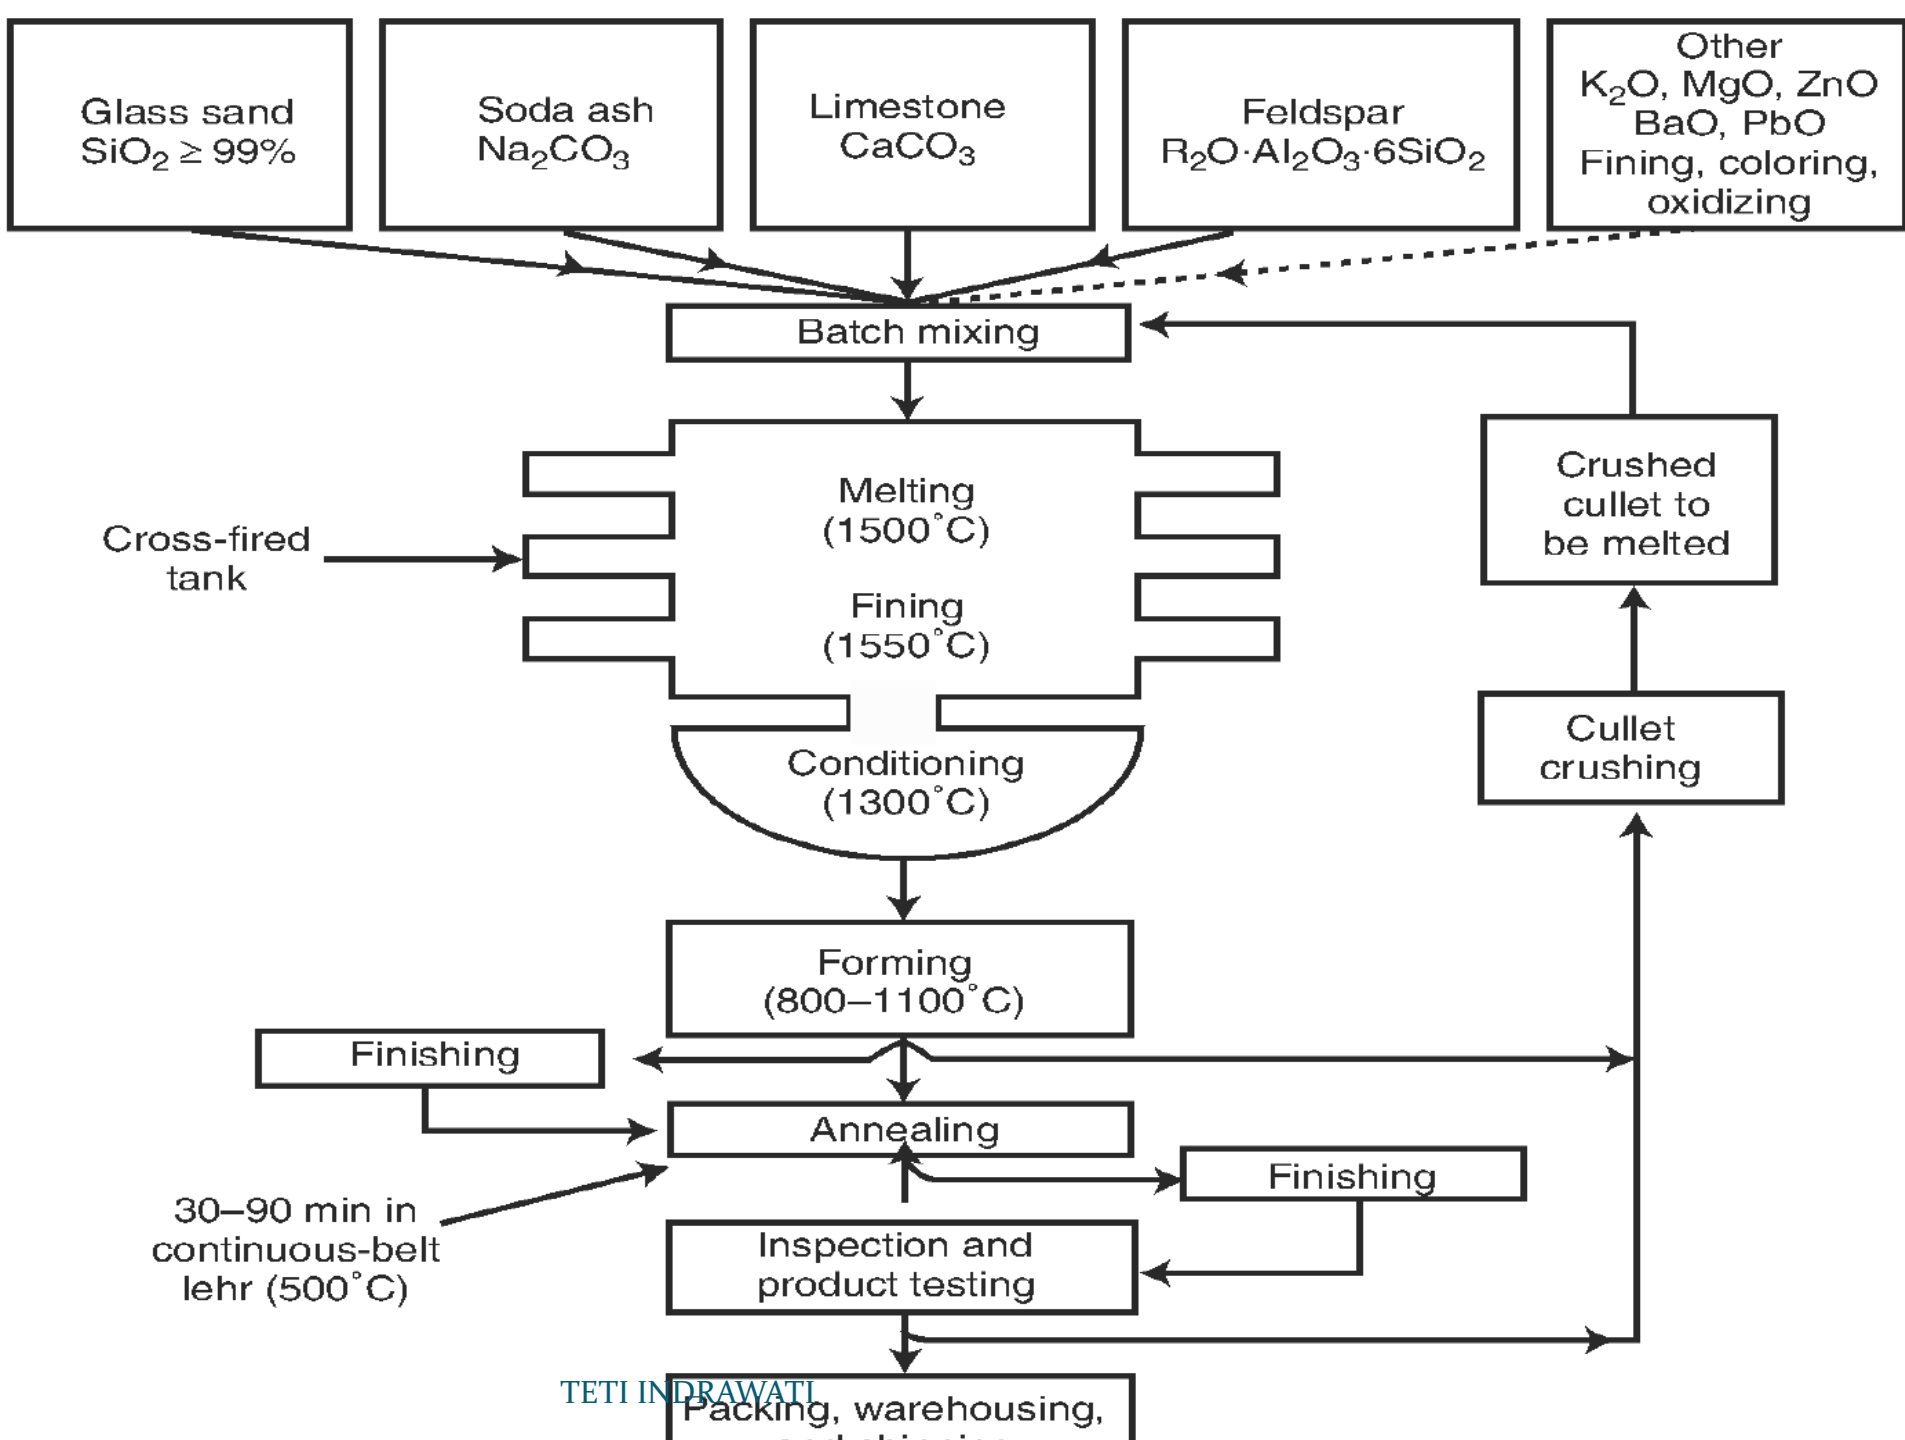 Glass sand
SiO₂ ≥ 99%
Soda ash
Na₂CO₃
Limestone
CaCO₃
Feldspar
R₂O·Al₂O₃·6SiO₂
Other
K₂O, MgO, ZnO
BaO, PbO
Fining, coloring,
oxidizing
Batch mixing
Melting
(1500°C)
Cross-fired
tank
Fining
(1550°C)
Crushed
cullet to
be melted
Conditioning
(1300°C)
Cullet
crushing
Forming
(800–1100°C)
Finishing
Annealing
Finishing
30–90 min in
continuous-belt
lehr (500°C)
Inspection and
product testing
TETI INDRAWATI
Packing, warehousing,